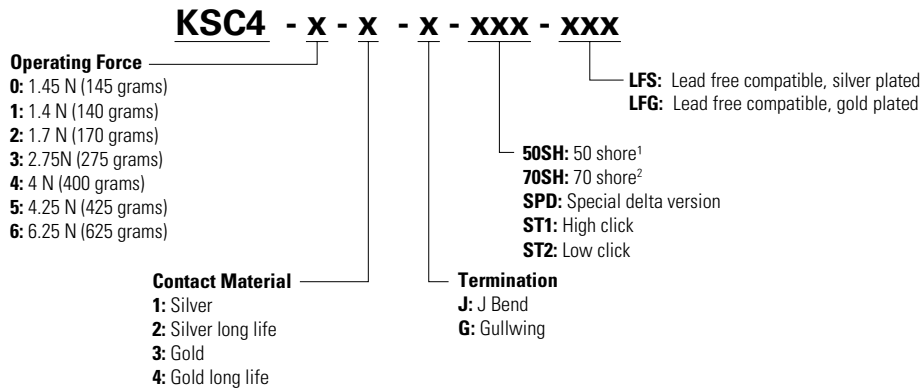 KSC4 - x - x - x - xxx - xxx
Operating Force
0: 1.45 N (145 grams)
1: 1.4 N (140 grams)
2: 1.7 N (170 grams)
3: 2.75N (275 grams)
4: 4 N (400 grams)
5: 4.25 N (425 grams)
6: 6.25 N (625 grams)
LFS: Lead free compatible, silver plated
LFG: Lead free compatible, gold plated
50SH: 50 shore¹
70SH: 70 shore²
SPD: Special delta version
ST1: High click
ST2: Low click
Contact Material
1: Silver
2: Silver long life
3: Gold
4: Gold long life
Termination
J: J Bend
G: Gullwing